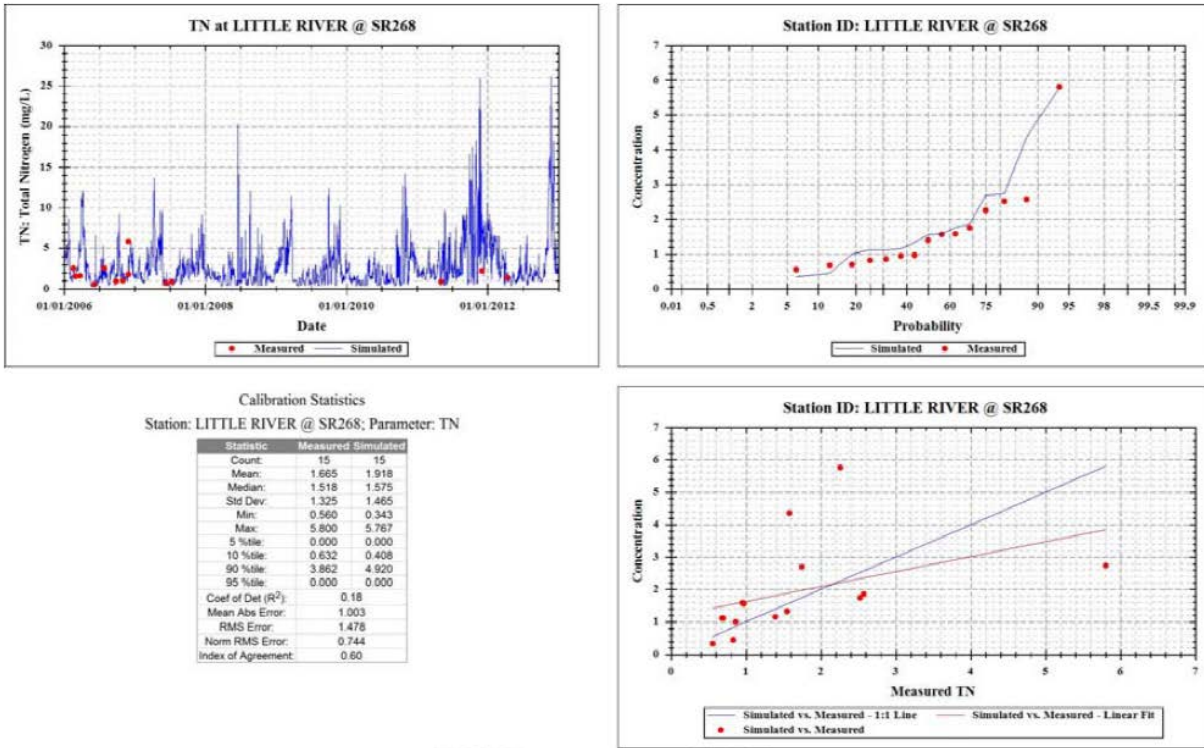 TN at LITTLE RIVER @ SR268
30
25
20
15
10
5
0
TN: Total Nitrogen (mg/L)
01/01/2006 01/01/2008 01/01/2010 01/01/2012
Date
Measured Simulated
Station ID: LITTLE RIVER @ SR268
7
6
5
4
3
2
1
0
Concentration
0.01 0.5 2 5 10 20 40 60 75 90 95 98 99.5 99.9
Probability
Simulated Measured
Calibration Statistics
Station: LITTLE RIVER @ SR268; Parameter: TN
Statistic Measured Simulated
Count: 15 15
Mean: 1.665 1.918
Median: 1.518 1.575
Std Dev: 1.325 1.465
Min: 0.560 0.343
Max: 5.800 5.767
5 %tile: 0.000 0.000
10 %tile: 0.632 0.408
90 %tile: 3.862 4.920
95 %tile: 0.000 0.000
Coef of Det (R²): 0.18
Mean Abs Error: 1.003
RMS Error: 1.478
Norm RMS Error: 0.744
Index of Agreement: 0.60
Station ID: LITTLE RIVER @ SR268
7
6
5
4
3
2
1
0
Concentration
0 1 2 3 4 5 6 7
Measured TN
Simulated vs. Measured - 1:1 Line Simulated vs. Measured - Linear Fit
Simulated vs. Measured